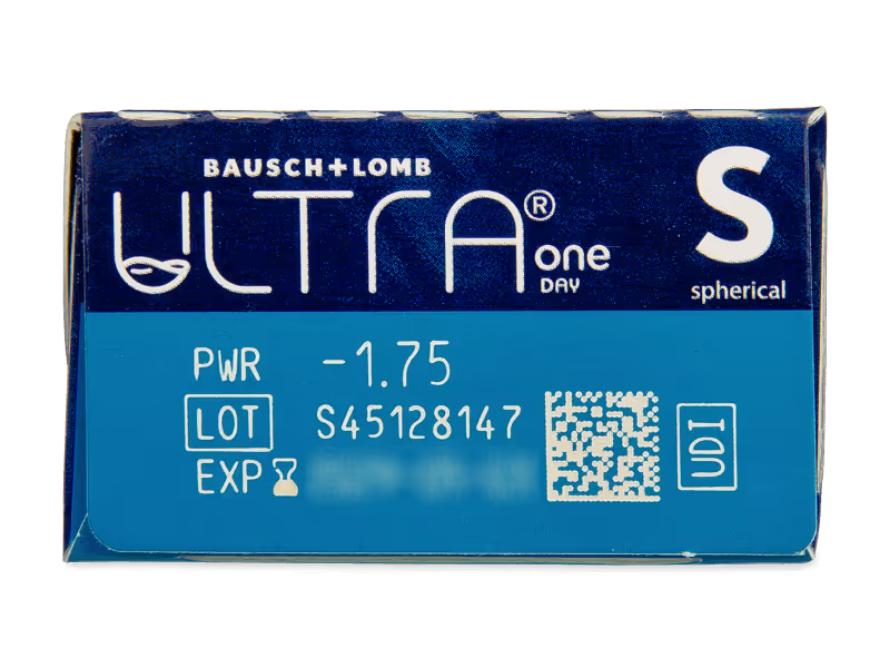 BAUSCH+LOMB
ULTRA® one DAY
S
spherical
PWR -1.75
LOT S45128147
EXP
UDI